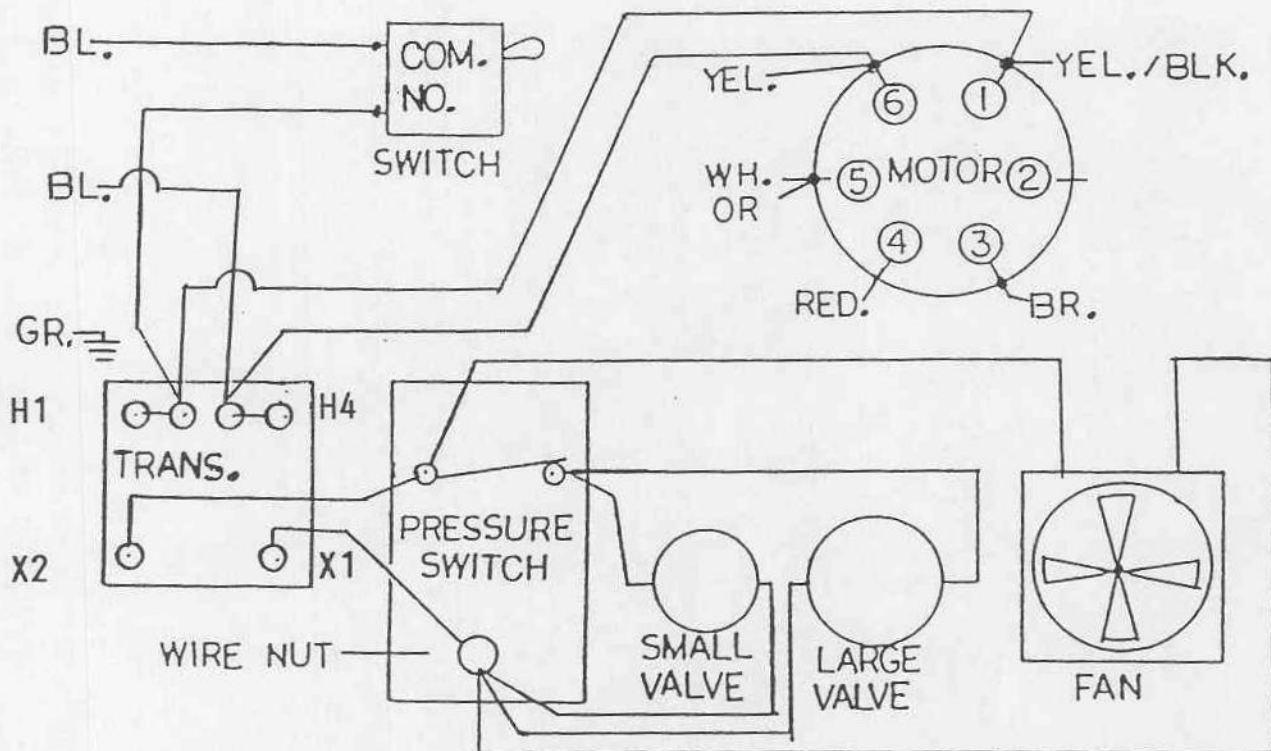 BL.
COM.
NO.
SWITCH
YEL.
YEL./BLK.
6
1
BL.
WH.
OR
5
MOTOR
2
4
3
RED.
BR.
GR.
H1
H4
TRANS.
X2
X1
PRESSURE
SWITCH
WIRE NUT
SMALL
VALVE
LARGE
VALVE
FAN